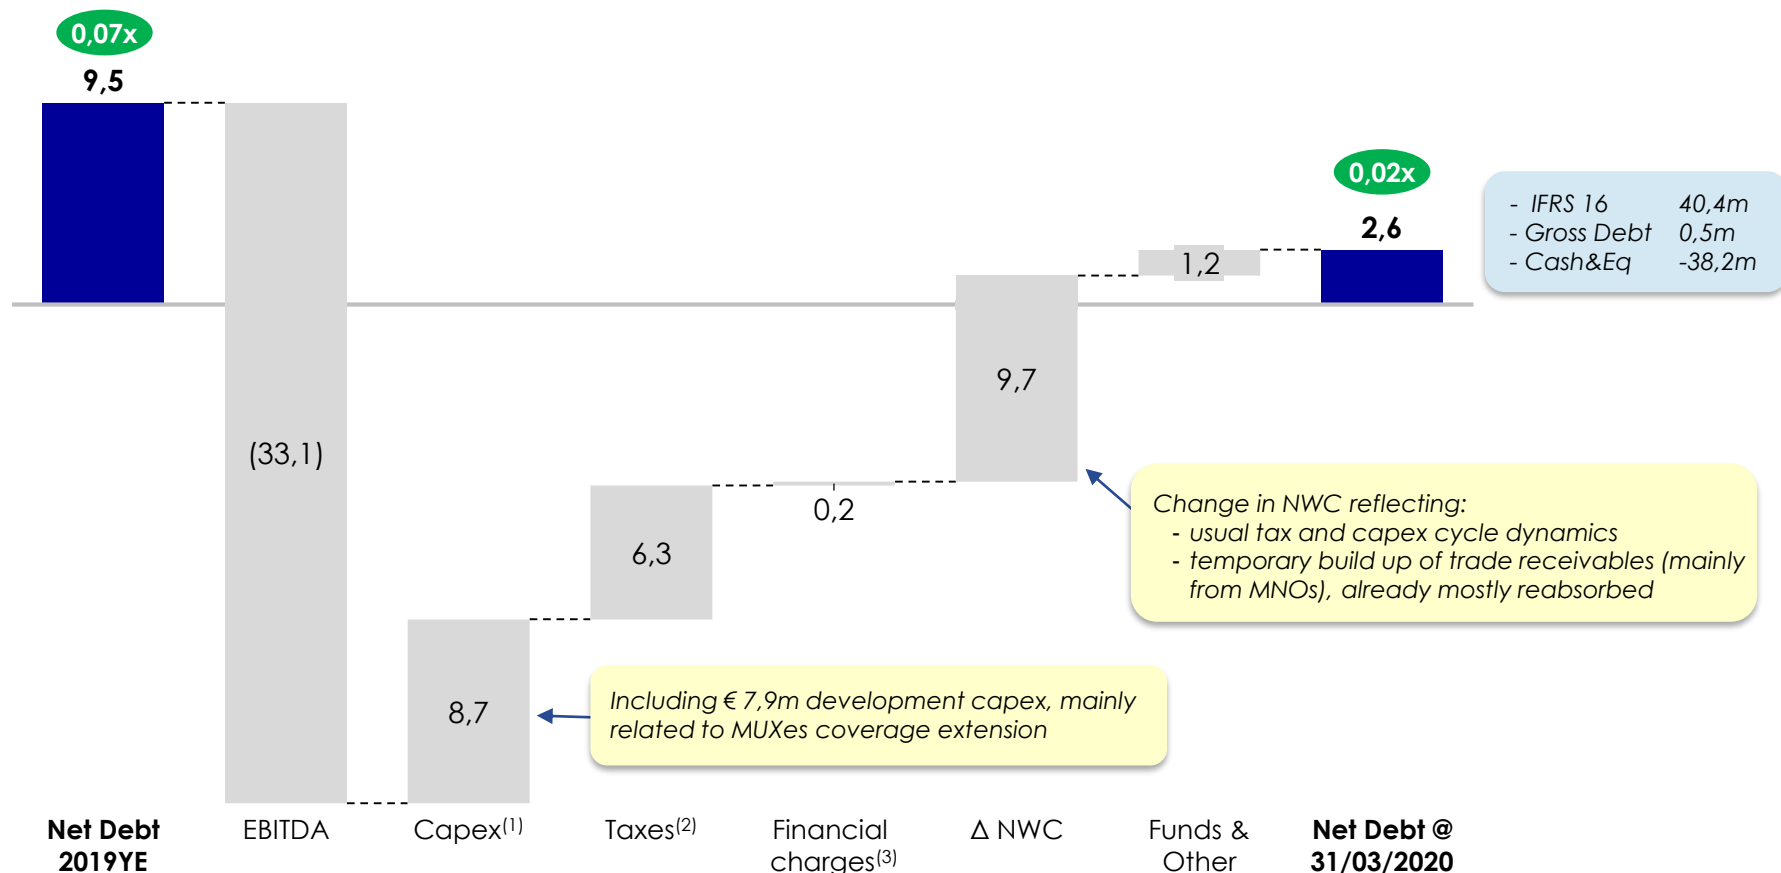 0,07x
9,5
0,02x
2,6
- IFRS 16 40,4m
- Gross Debt 0,5m
- Cash&Eq -38,2m
1,2
9,7
(33,1)
0,2
6,3
8,7
Change in NWC reflecting:
- usual tax and capex cycle dynamics
- temporary build up of trade receivables (mainly
from MNOs), already mostly reabsorbed
Including € 7,9m development capex, mainly
related to MUXes coverage extension
Net Debt
2019YE
EBITDA
Capex(1)
Taxes(2)
Financial
charges(3)
Δ NWC
Funds &
Other
Net Debt @
31/03/2020